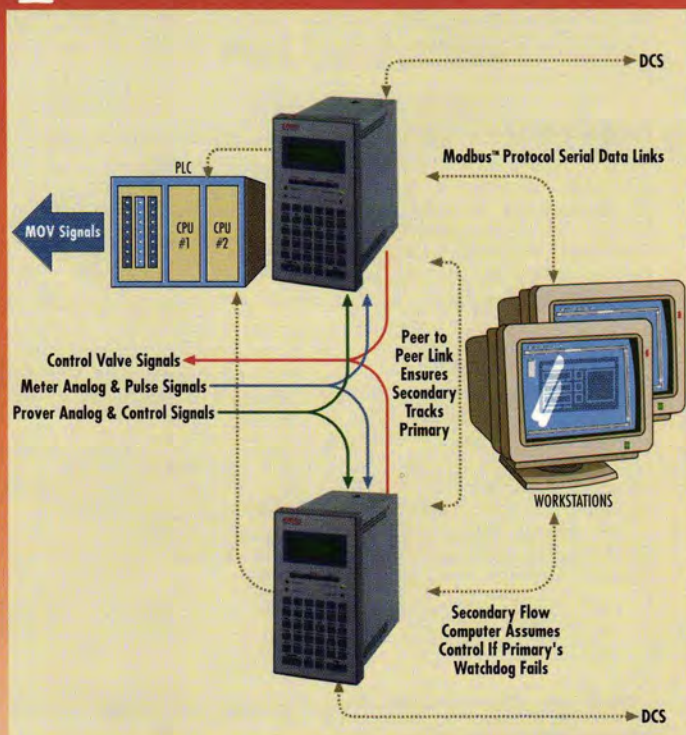 DCS
Modbus™ Protocol Serial Data Links
PLC
MOV Signals
CPU
#1
CPU
#2
Control Valve Signals
Meter Analog & Pulse Signals
Prover Analog & Control Signals
Peer to
Peer Link
Ensures
Secondary
Tracks
Primary
WORKSTATIONS
Secondary Flow
Computer Assumes
Control If Primary's
Watchdog Fails
DCS